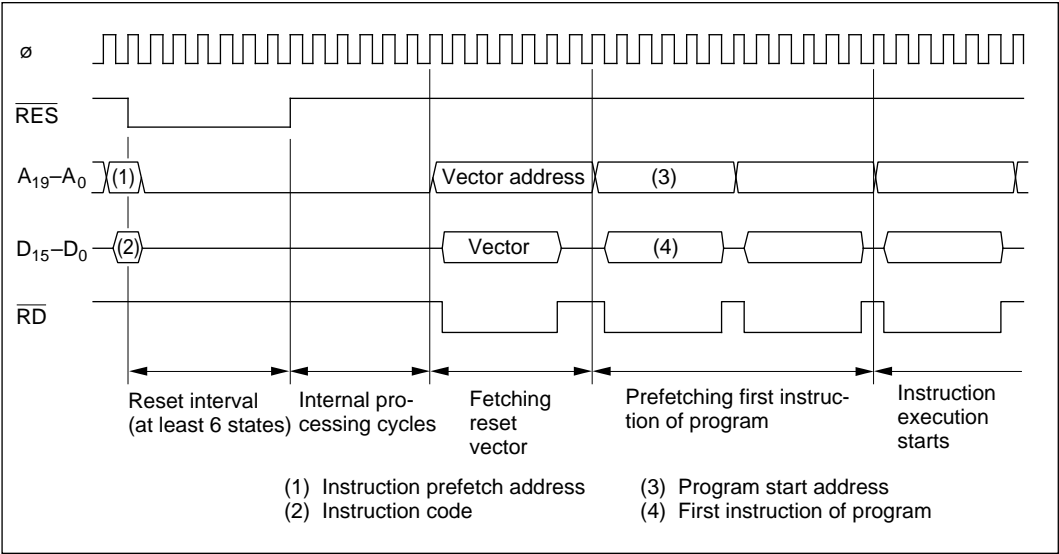 ø
RES
A19–A0 (1) Vector address (3)
D15–D0 (2) Vector (4)
RD
Reset interval
(at least 6 states)
Internal pro-
cessing cycles
Fetching
reset
vector
Prefetching first instruc-
tion of program
Instruction
execution
starts
(1) Instruction prefetch address
(2) Instruction code
(3) Program start address
(4) First instruction of program